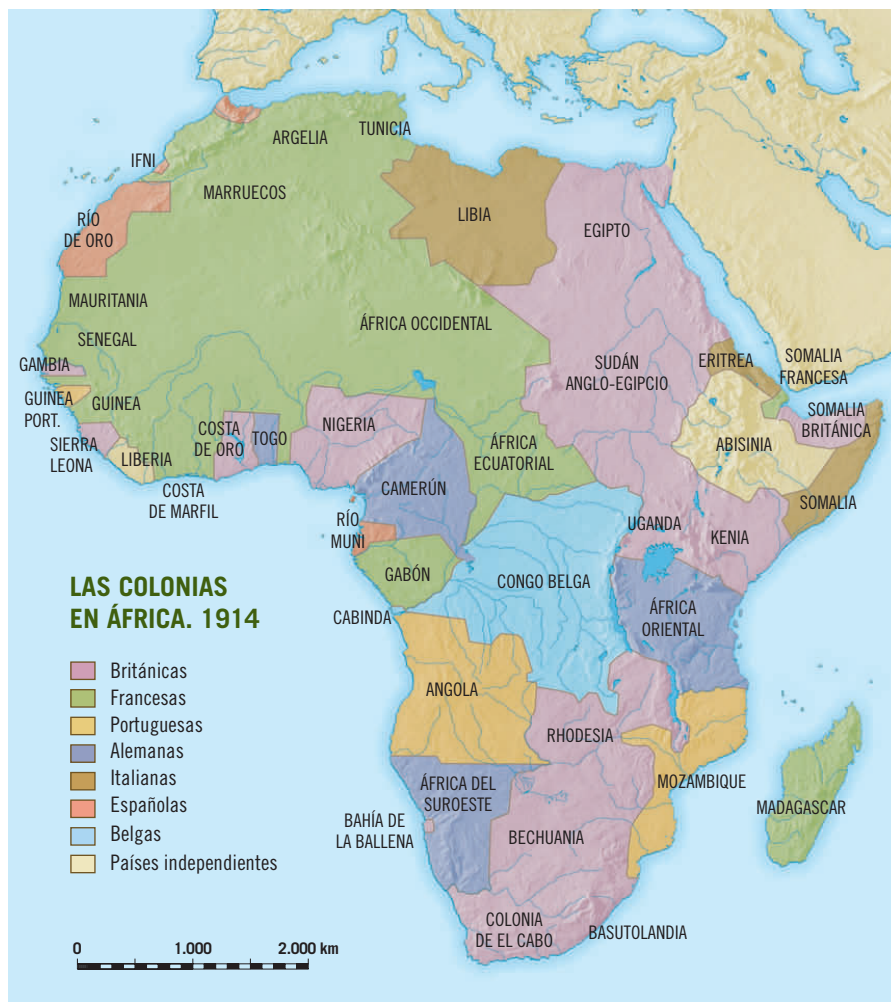 TUNICIA
ARGELIA
IFNI
MARRUECOS
RÍO
DE ORO
LIBIA
EGIPTO
MAURITANIA
ÁFRICA OCCIDENTAL
SENEGAL
GAMBIA
SUDÁN
ANGLO-EGIPCIO
ERITREA
SOMALIA
FRANCESA
GUINEA
PORT.
GUINEA
SIERRA
LEONA
LIBERIA
COSTA
DE ORO
TOGO
NIGERIA
COSTA
DE MARFIL
CAMERÚN
ÁFRICA
ECUATORIAL
ABISINIA
SOMALIA
BRITÁNICA
SOMALIA
RÍO
MUNI
UGANDA
KENIA
GABÓN
CONGO BELGA
CABINDA
ÁFRICA
ORIENTAL
ANGOLA
RHODESIA
MOZAMBIQUE
MADAGASCAR
ÁFRICA DEL
SUROESTE
BAHÍA DE
LA BALLENA
BECHUANIA
COLONIA
DE EL CABO
BASUTOLANDIA
LAS COLONIAS
EN ÁFRICA. 1914
Británicas
Francesas
Portuguesas
Alemanas
Italianas
Españolas
Belgas
Países independientes
0 1.000 2.000 km